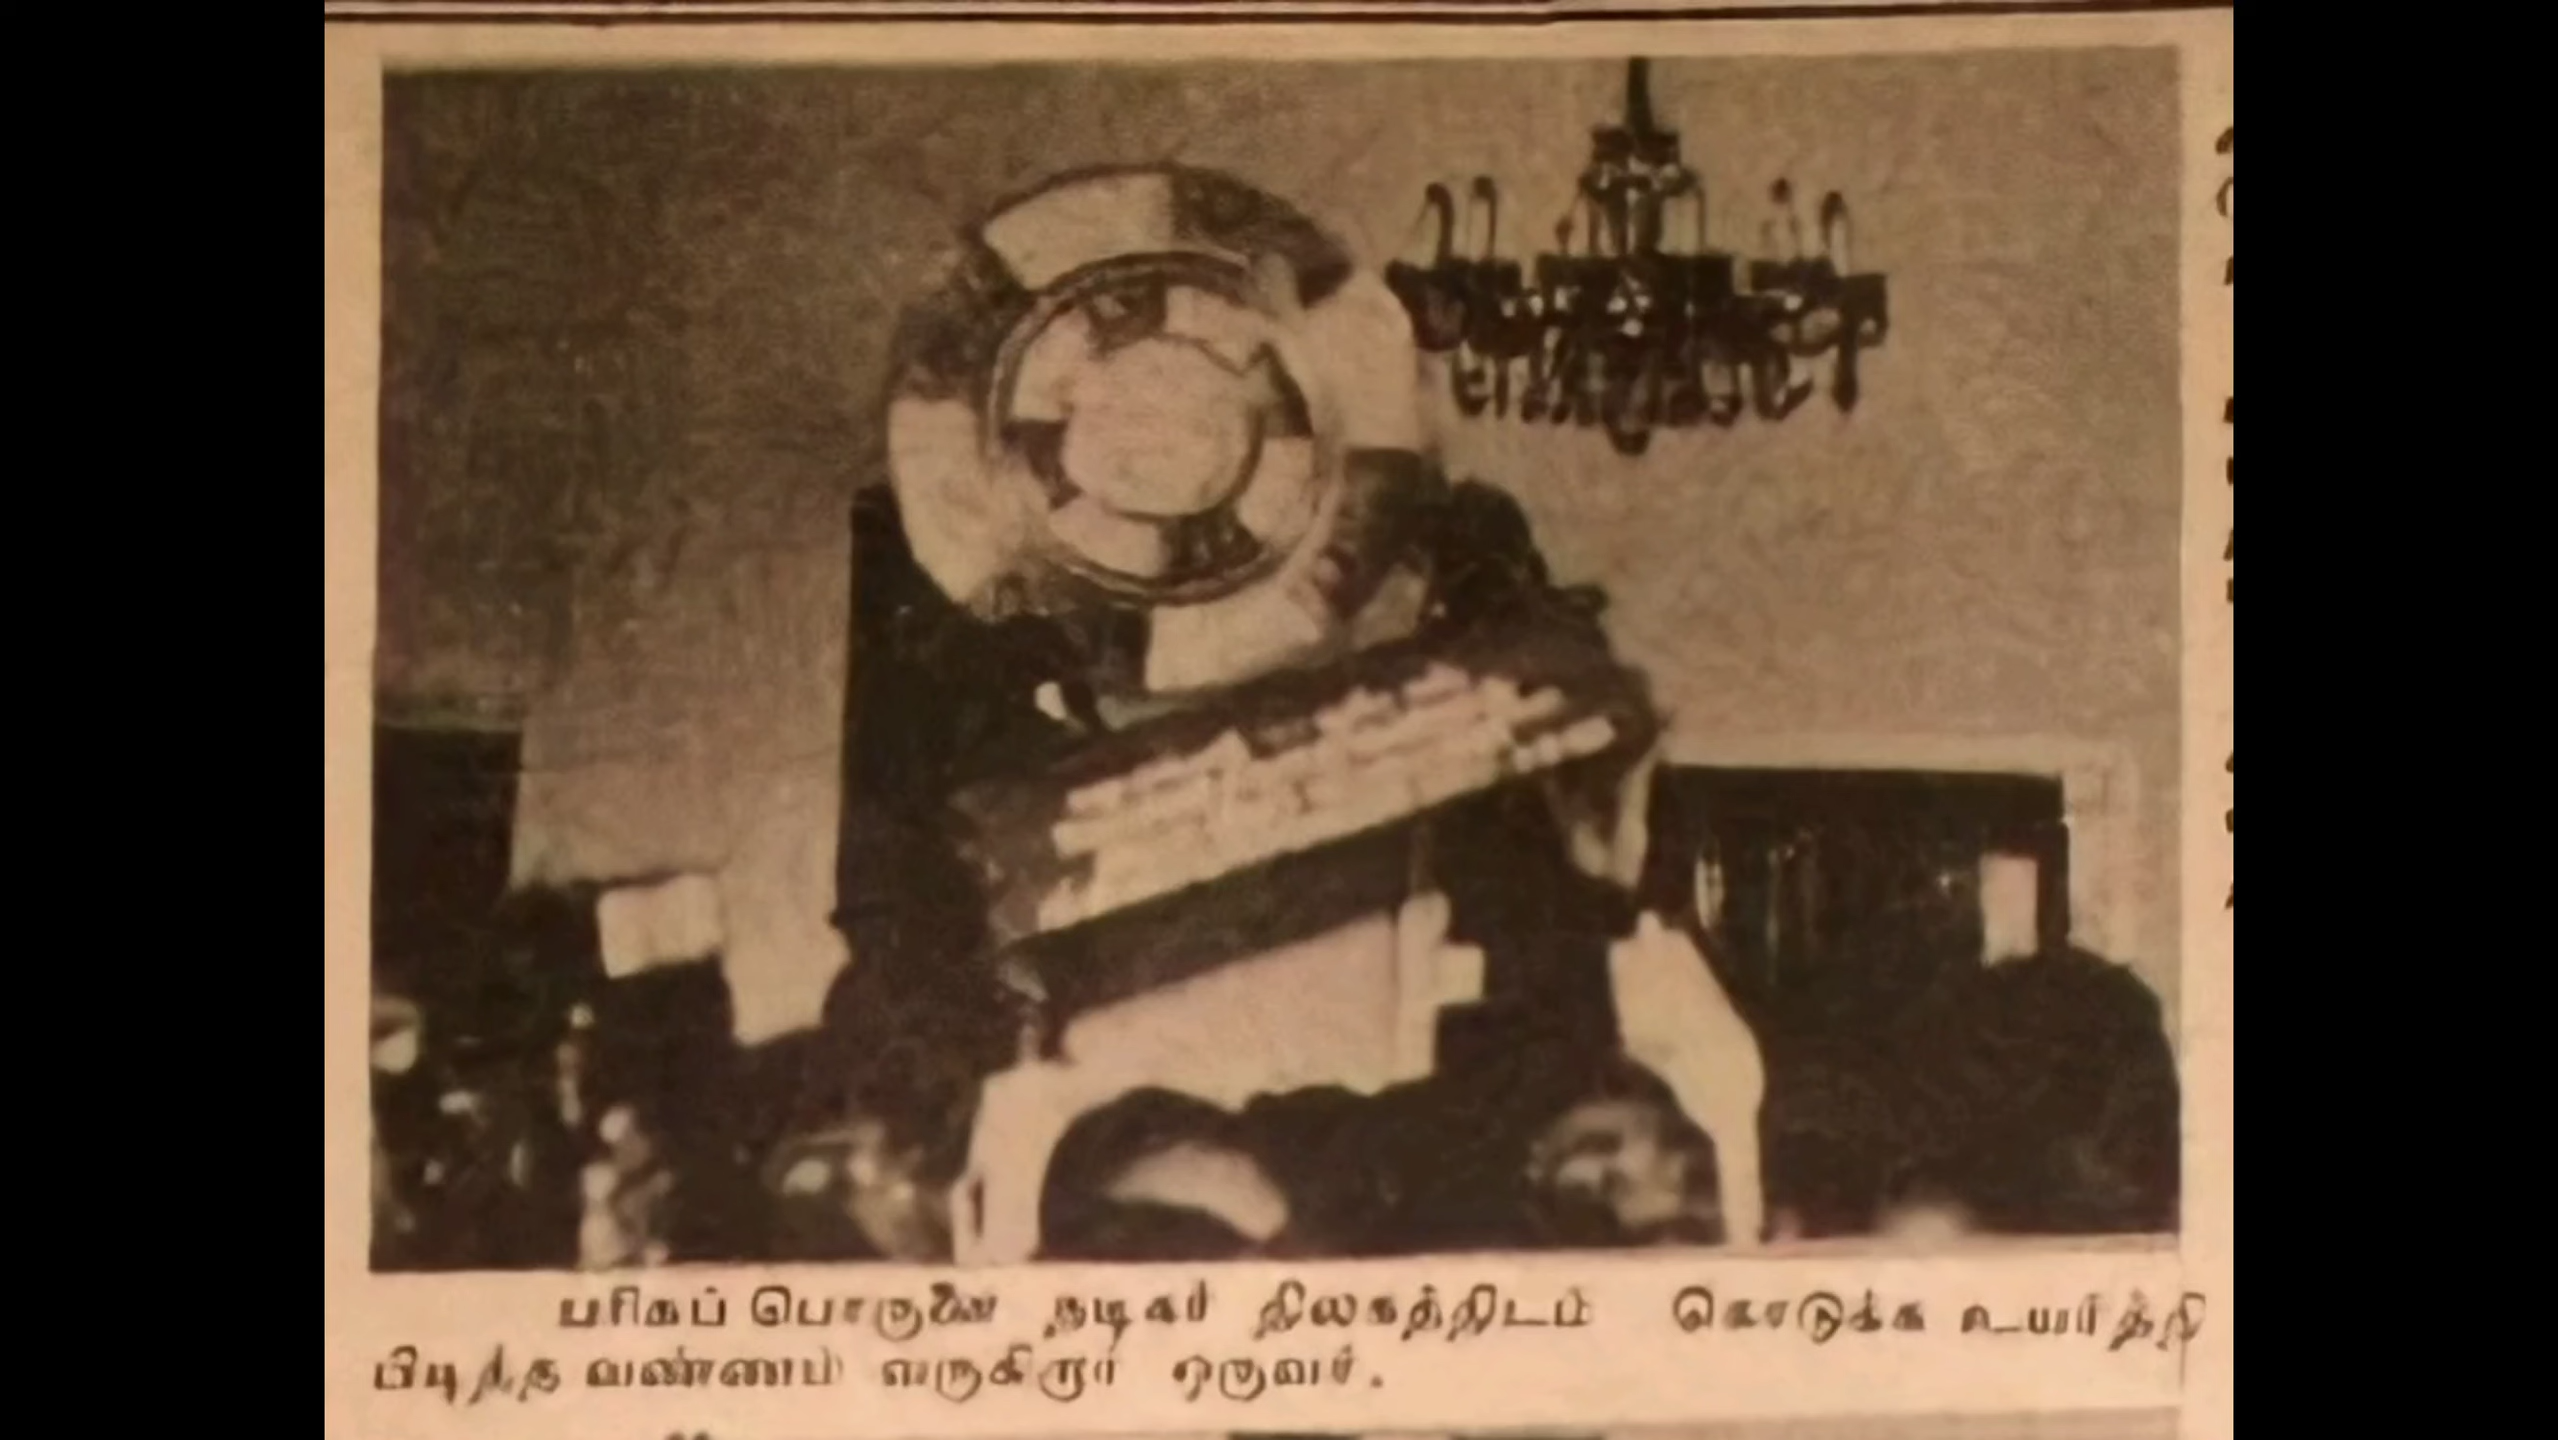 பரிசுப் பொருளை நடிகர் திலகத்திடம் கொடுக்க உயர்த்தி
பிடித்த வண்ணம் வருகிறார் ஒருவர்.